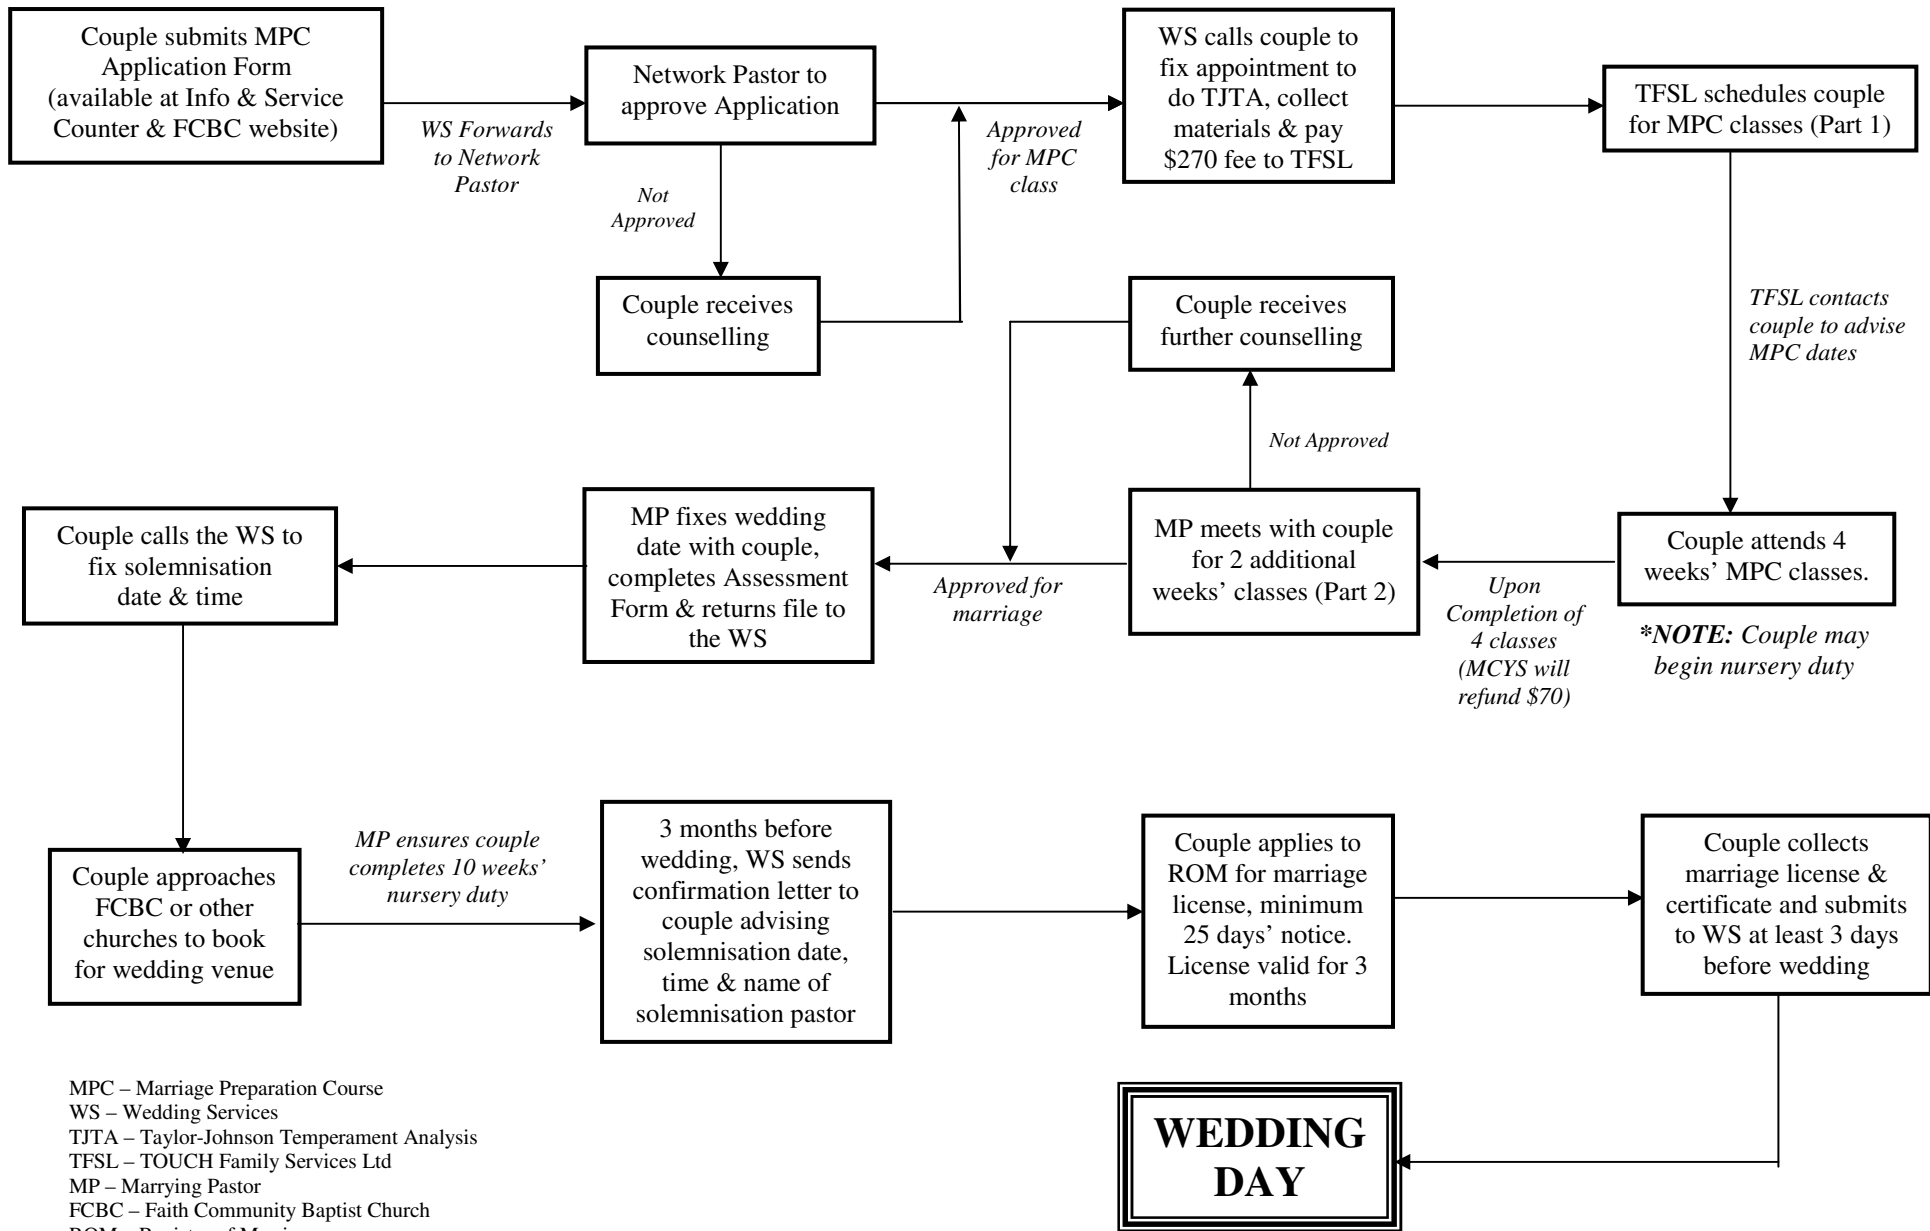 Couple submits MPC
Application Form
(available at Info & Service
Counter & FCBC website)
WS Forwards
to Network
Pastor
Network Pastor to
approve Application
Not
Approved
Approved
for MPC
class
WS calls couple to
fix appointment to
do TJTA, collect
materials & pay
$270 fee to TFSL
TFSL schedules couple
for MPC classes (Part 1)
Couple receives
counselling
Couple receives
further counselling
TFSL contacts
couple to advise
MPC dates
Not Approved
Couple calls the WS to
fix solemnisation
date & time
MP fixes wedding
date with couple,
completes Assessment
Form & returns file to
the WS
Approved for
marriage
MP meets with couple
for 2 additional
weeks' classes (Part 2)
Upon
Completion of
4 classes
(MCYS will
refund $70)
Couple attends 4
weeks' MPC classes.
*NOTE: Couple may
begin nursery duty
Couple approaches
FCBC or other
churches to book
for wedding venue
MP ensures couple
completes 10 weeks'
nursery duty
3 months before
wedding, WS sends
confirmation letter to
couple advising
solemnisation date,
time & name of
solemnisation pastor
Couple applies to
ROM for marriage
license, minimum
25 days' notice.
License valid for 3
months
Couple collects
marriage license &
certificate and submits
to WS at least 3 days
before wedding
WEDDING
DAY
MPC – Marriage Preparation Course
WS – Wedding Services
TJTA – Taylor-Johnson Temperament Analysis
TFSL – TOUCH Family Services Ltd
MP – Marrying Pastor
FCBC – Faith Community Baptist Church